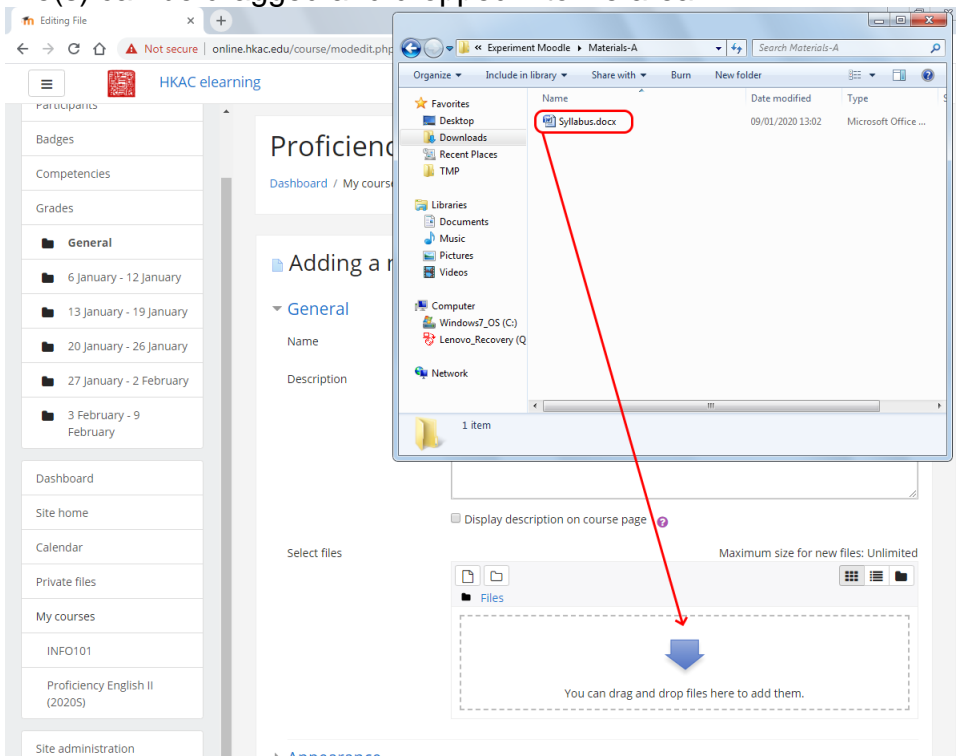 Editing File
Not secure | online.hkac.edu/course/modedit.php
HKAC elearning
Participants
Badges
Competencies
Grades
General
6 January - 12 January
13 January - 19 January
20 January - 26 January
27 January - 2 February
3 February - 9
February
Dashboard
Site home
Calendar
Private files
My courses
INFO101
Proficiency English II
(2020S)
Site administration
Dashboard / My
Adding a
General
Name
Description
Display description on course page
Select files
Maximum size for new files: Unlimited
Files
You can drag and drop files here to add them.
Appearance
« Experiment Moodle ▸ Materials-A
Search Materials-A
Organize
Include in library
Share with
Burn
New folder
Name
Date modified
Type
Syllabus.docx
09/01/2020 13:02
Microsoft Office ...
Favorites
Desktop
Downloads
Recent Places
TMP
Libraries
Documents
Music
Pictures
Videos
Computer
Windows7_OS (C:)
Lenovo_Recovery (Q
Network
1 item